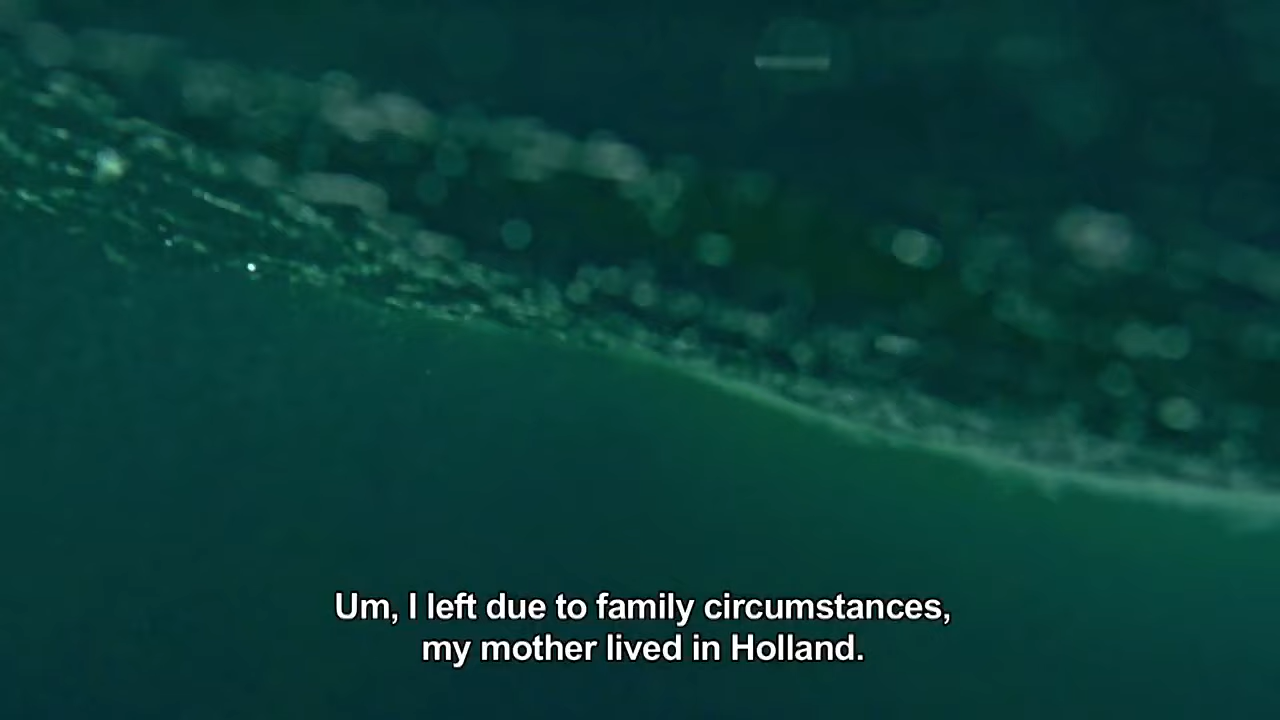 Um, I left due to family circumstances,
my mother lived in Holland.